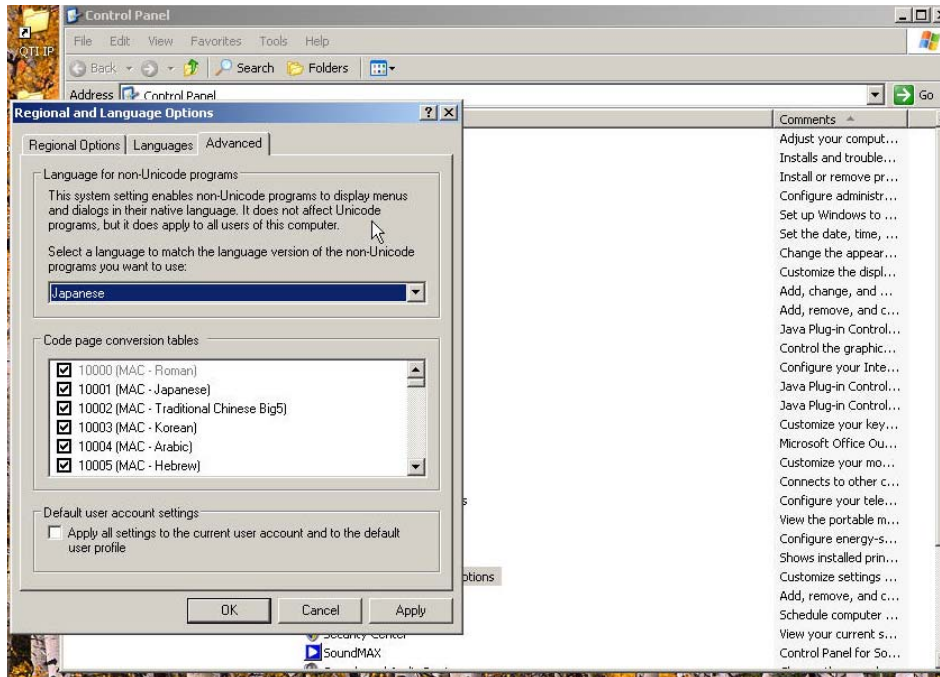 QTI IP
Control Panel
File Edit View Favorites Tools Help
Back Search Folders
Address Control Panel Go
Regional and Language Options
Regional Options Languages Advanced
Language for non-Unicode programs
This system setting enables non-Unicode programs to display menus
and dialogs in their native language. It does not affect Unicode
programs, but it does apply to all users of this computer.
Select a language to match the language version of the non-Unicode
programs you want to use:
Japanese
Code page conversion tables
10000 (MAC - Roman)
10001 (MAC - Japanese)
10002 (MAC - Traditional Chinese Big5)
10003 (MAC - Korean)
10004 (MAC - Arabic)
10005 (MAC - Hebrew)
Default user account settings
Apply all settings to the current user account and to the default
user profile
OK Cancel Apply
Comments
Adjust your comput...
Installs and trouble...
Install or remove pr...
Configure administr...
Set up Windows to ...
Set the date, time, ...
Change the appear...
Customize the displ...
Add, change, and ...
Add, remove, and c...
Java Plug-in Control...
Control the graphic...
Configure your Inte...
Java Plug-in Control...
Java Plug-in Control...
Customize your key...
Microsoft Office Ou...
Customize your mo...
Connects to other c...
s Configure your tele...
View the portable m...
Configure energy-s...
Shows installed prin...
ptions Customize settings ...
Add, remove, and c...
Schedule computer ...
Security Center View your current s...
SoundMAX Control Panel for So...